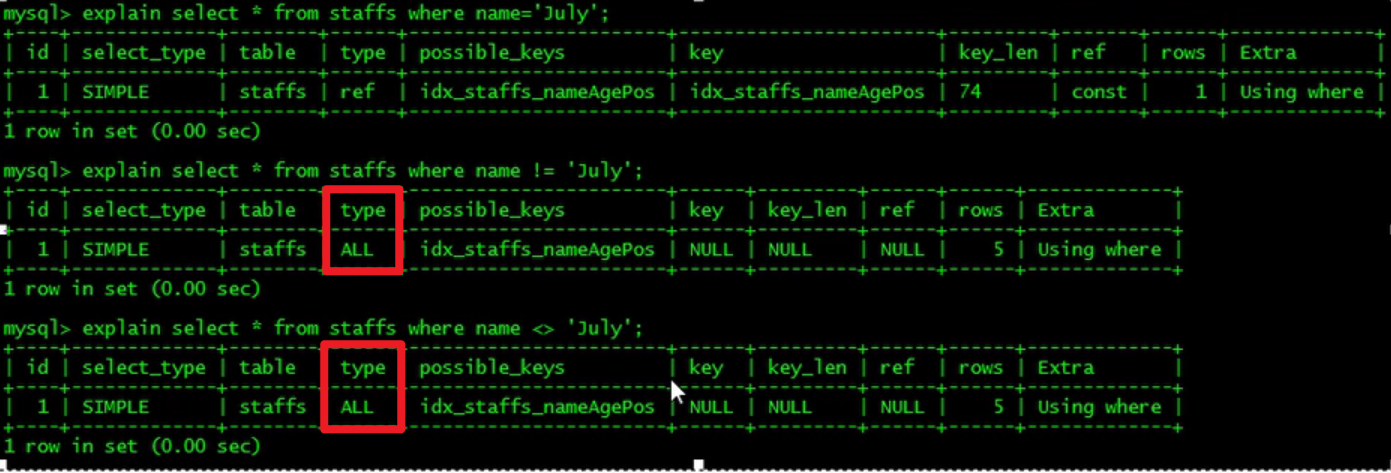 mysql> explain select * from staffs where name='July';
| id | select_type | table | type | possible_keys | key | key_len | ref | rows | Extra |
| 1 | SIMPLE | staffs | ref | idx_staffs_nameAgePos | idx_staffs_nameAgePos | 74 | const | 1 | Using where |
1 row in set (0.00 sec)
mysql> explain select * from staffs where name != 'July';
| id | select_type | table | type | possible_keys | key | key_len | ref | rows | Extra |
| 1 | SIMPLE | staffs | ALL | idx_staffs_nameAgePos | NULL | NULL | NULL | 5 | Using where |
1 row in set (0.00 sec)
mysql> explain select * from staffs where name <> 'July';
| id | select_type | table | type | possible_keys | key | key_len | ref | rows | Extra |
| 1 | SIMPLE | staffs | ALL | idx_staffs_nameAgePos | NULL | NULL | NULL | 5 | Using where |
1 row in set (0.00 sec)